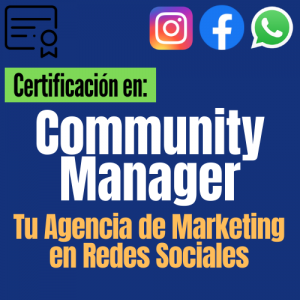 Certificación en:
Community
Manager
Tu Agencia de Marketing
en Redes Sociales